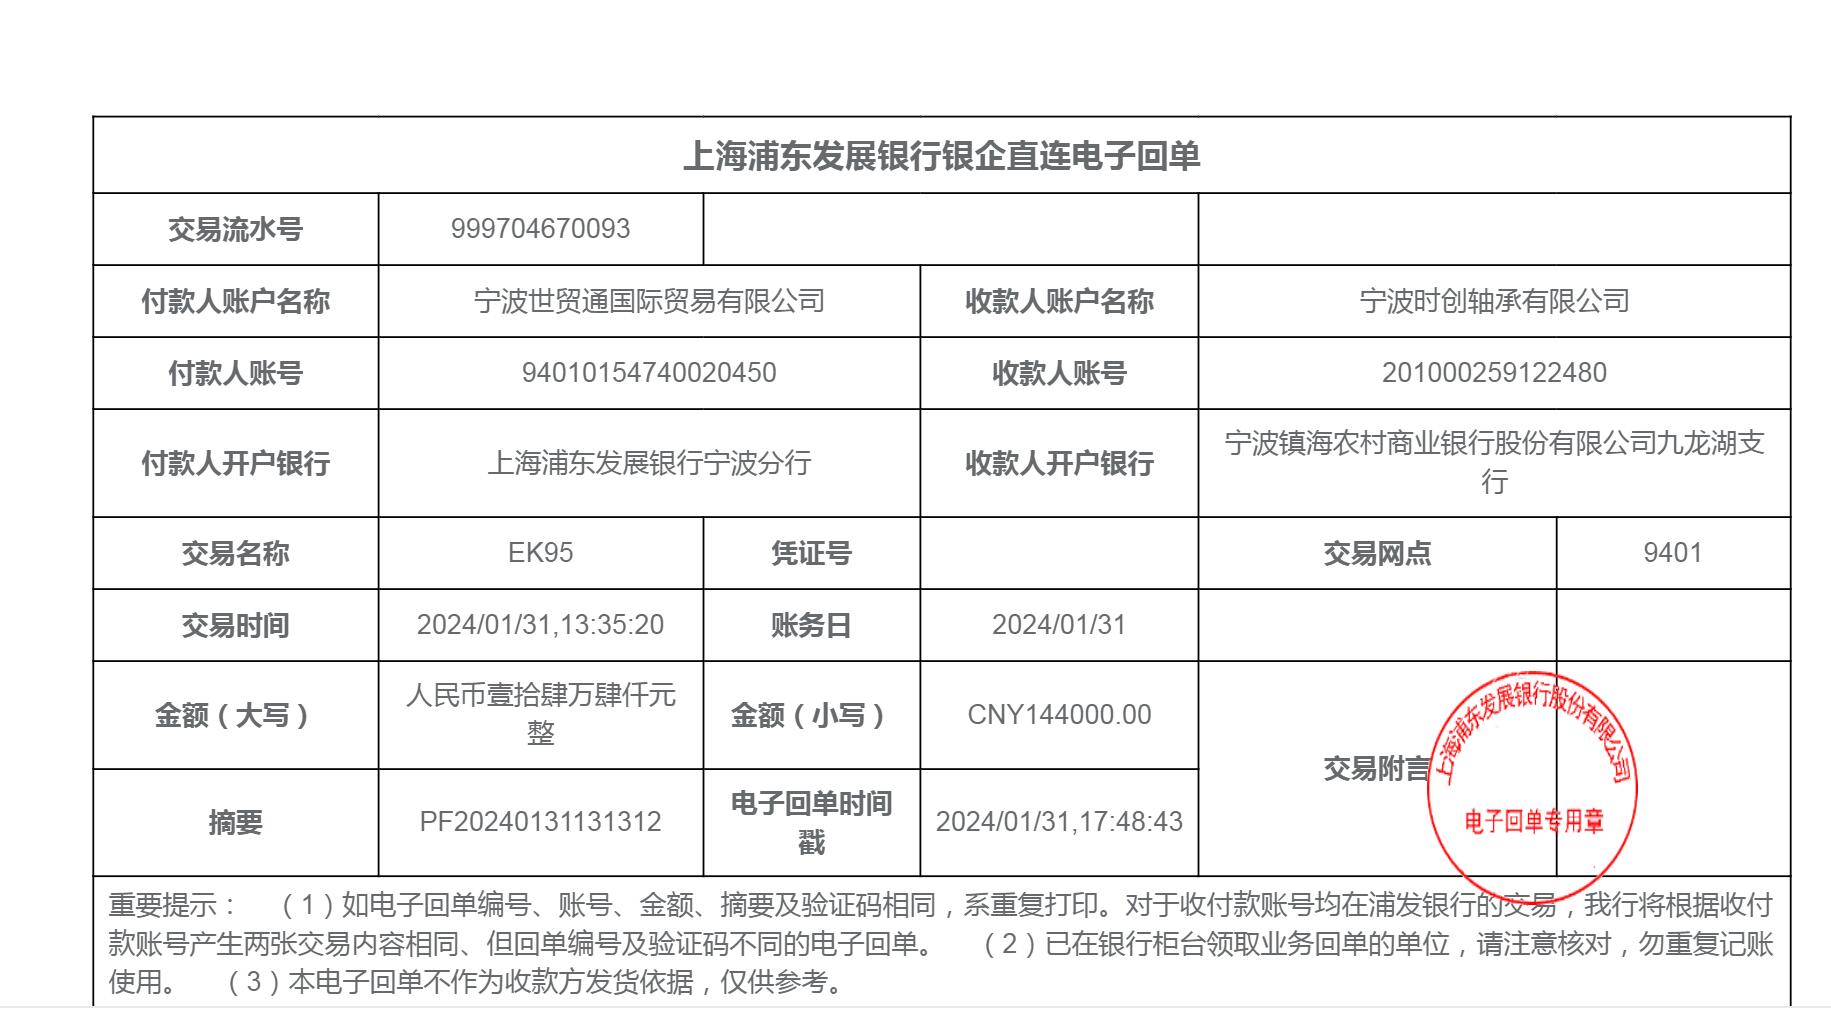 上海浦东发展银行银企直连电子回单
交易流水号 999704670093
付款人账户名称 宁波世贸通国际贸易有限公司 收款人账户名称 宁波时创轴承有限公司
付款人账号 94010154740020450 收款人账号 201000259122480
付款人开户银行 上海浦东发展银行宁波分行 收款人开户银行 宁波镇海农村商业银行股份有限公司九龙湖支
行
交易名称 EK95 凭证号 交易网点 9401
交易时间 2024/01/31,13:35:20 账务日 2024/01/31
金额（大写） 人民币壹拾肆万肆仟元
整
金额（小写） CNY144000.00
交易附言
摘要 PF20240131131312 电子回单时间
戳
2024/01/31,17:48:43
上海浦东发展银行股份有限公司
电子回单专用章
重要提示： （1）如电子回单编号、账号、金额、摘要及验证码相同，系重复打印。对于收付款账号均在浦发银行的交易，我行将根据收付
款账号产生两张交易内容相同、但回单编号及验证码不同的电子回单。 （2）已在银行柜台领取业务回单的单位，请注意核对，勿重复记账
使用。 （3）本电子回单不作为收款方发货依据，仅供参考。